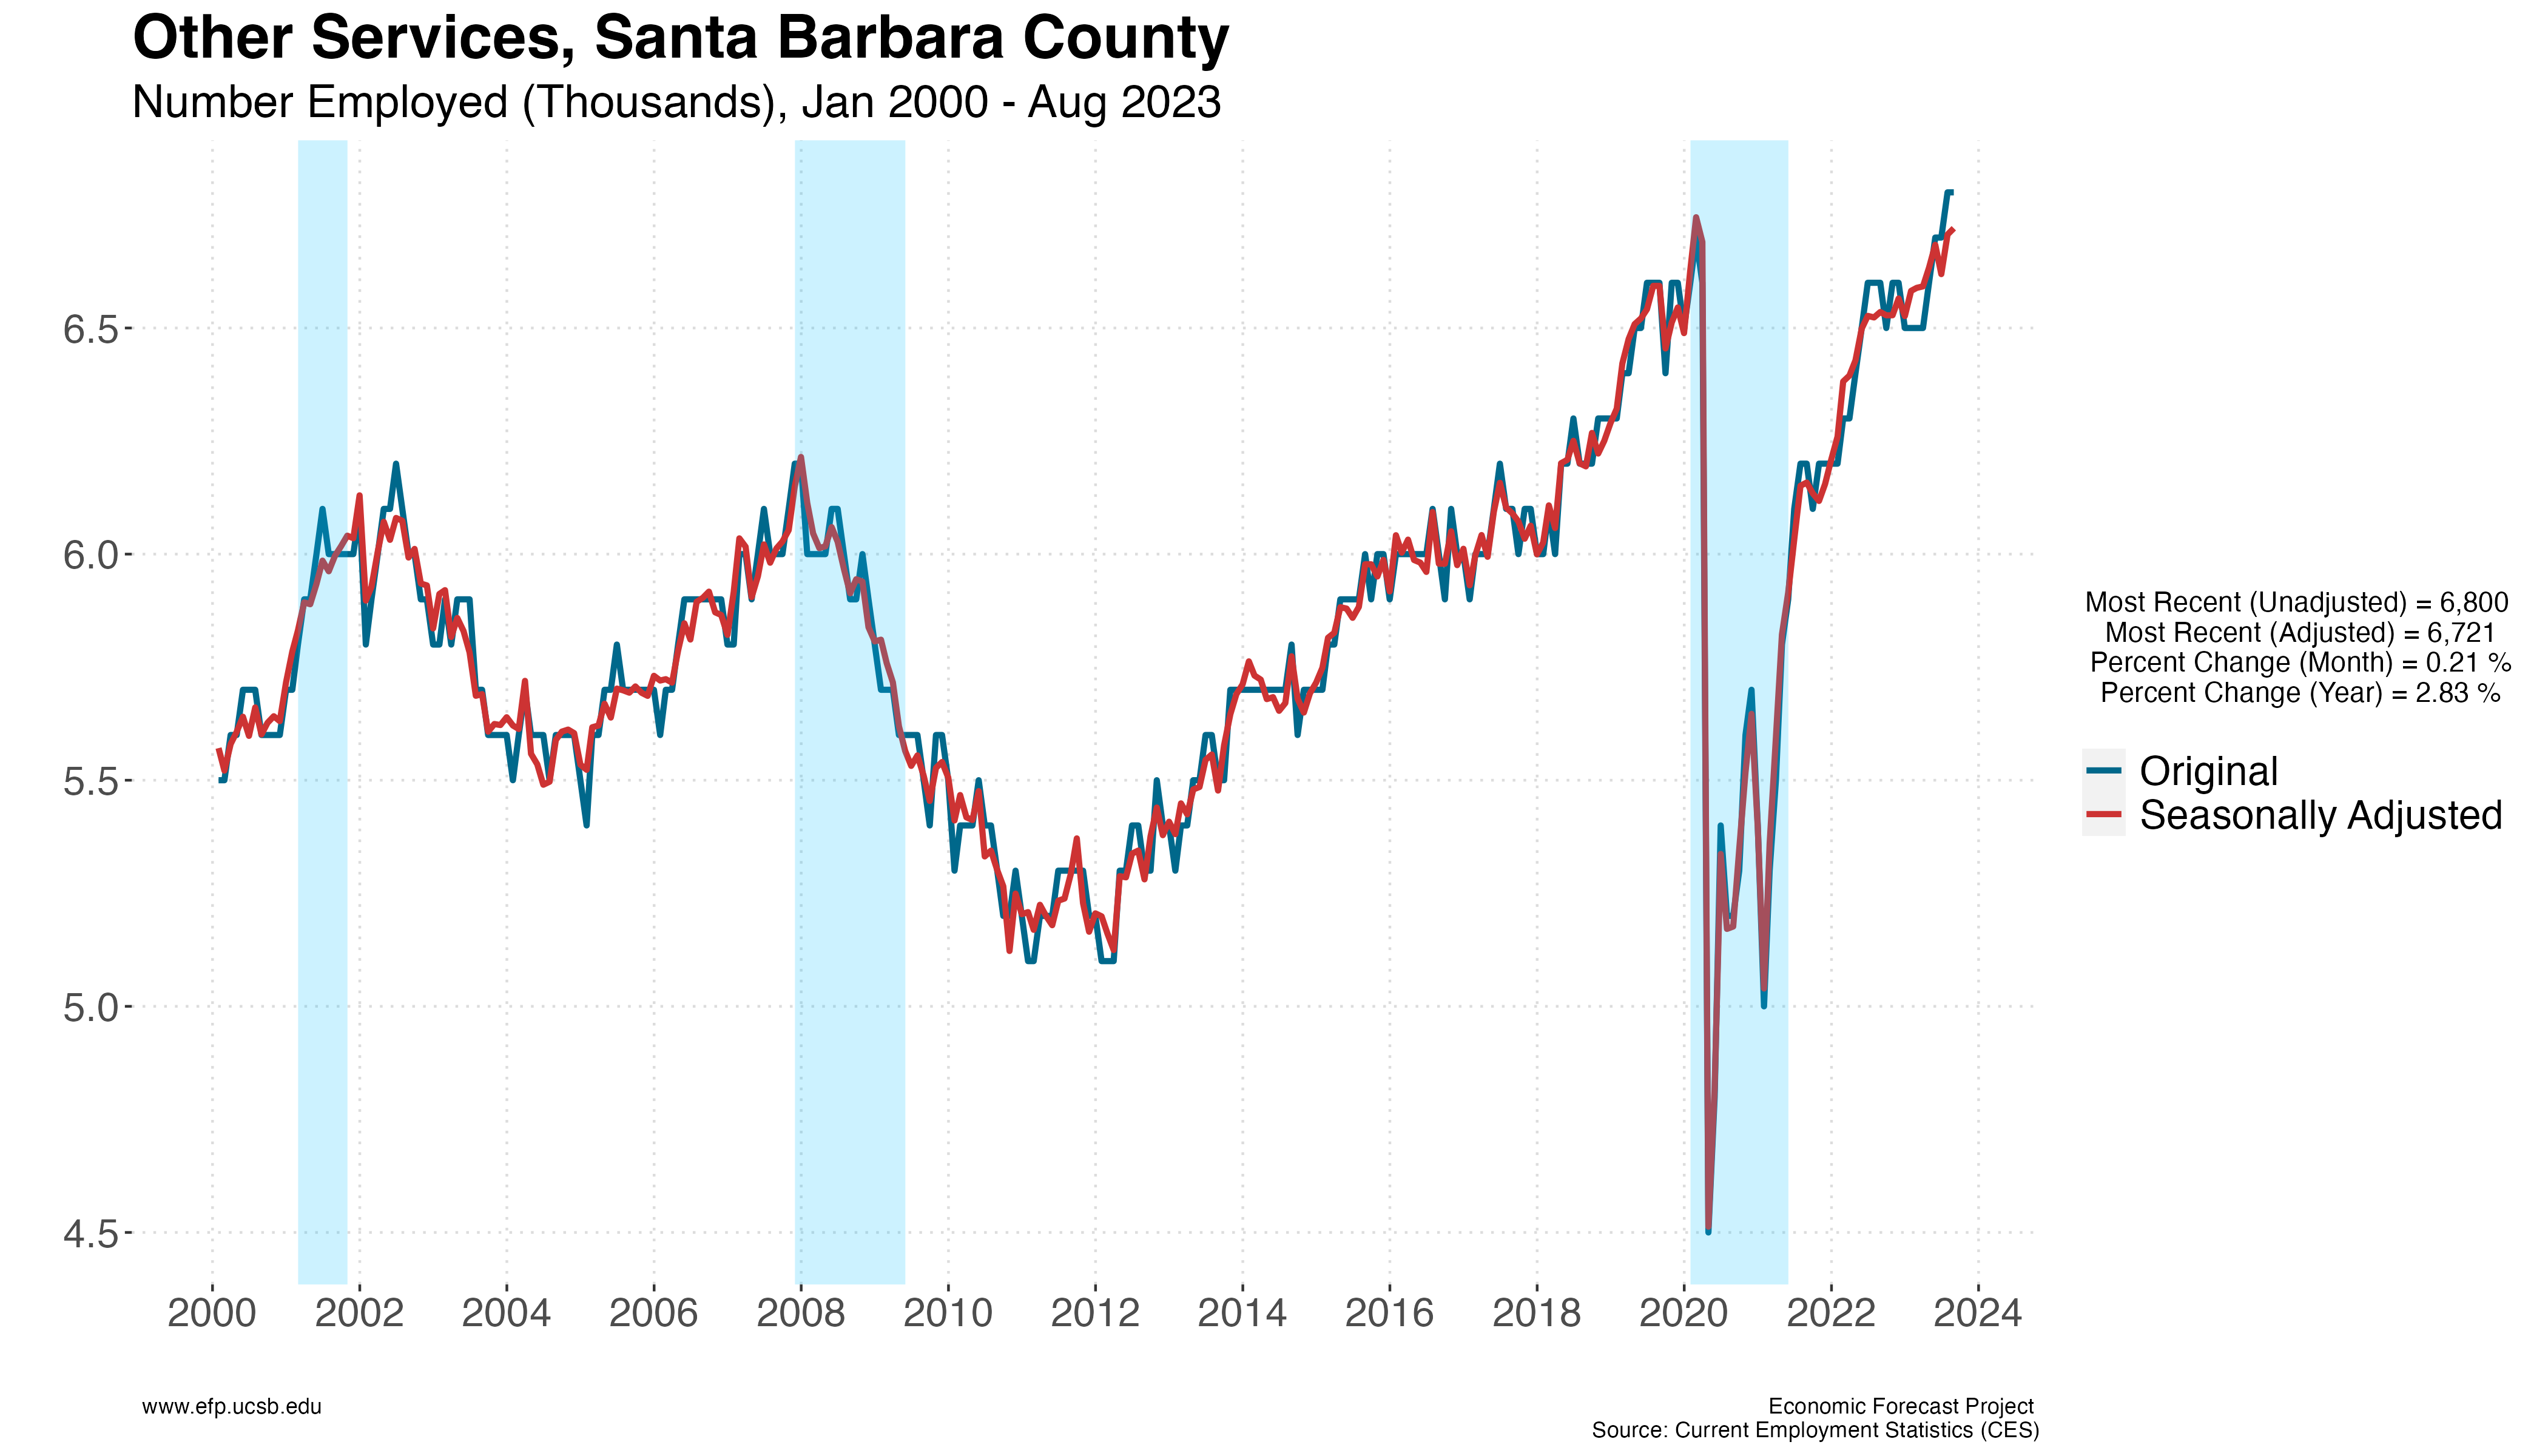 Other Services, Santa Barbara County
Number Employed (Thousands), Jan 2000 - Aug 2023
6.5
6.0
5.5
5.0
4.5
2000 2002 2004 2006 2008 2010 2012 2014 2016 2018 2020 2022 2024
Most Recent (Unadjusted) = 6,800
Most Recent (Adjusted) = 6,721
Percent Change (Month) = 0.21 %
Percent Change (Year) = 2.83 %
Original
Seasonally Adjusted
www.efp.ucsb.edu
Economic Forecast Project
Source: Current Employment Statistics (CES)